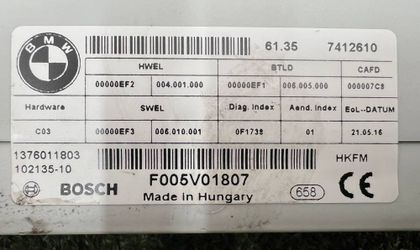 BMW 61.35 7412610
HWEL BTLD CAFD
00000EF2 004.001.000 00000EF1 006.005.000 000007C8
Hardware SWEL Diag. Index Aend. Index EoL-DATUM
C03 00000EF3 006.010.001 0F1738 01 21.05.16
1376011803 HKFM
102135-10
BOSCH F005V01807 658 CE
Made in Hungary